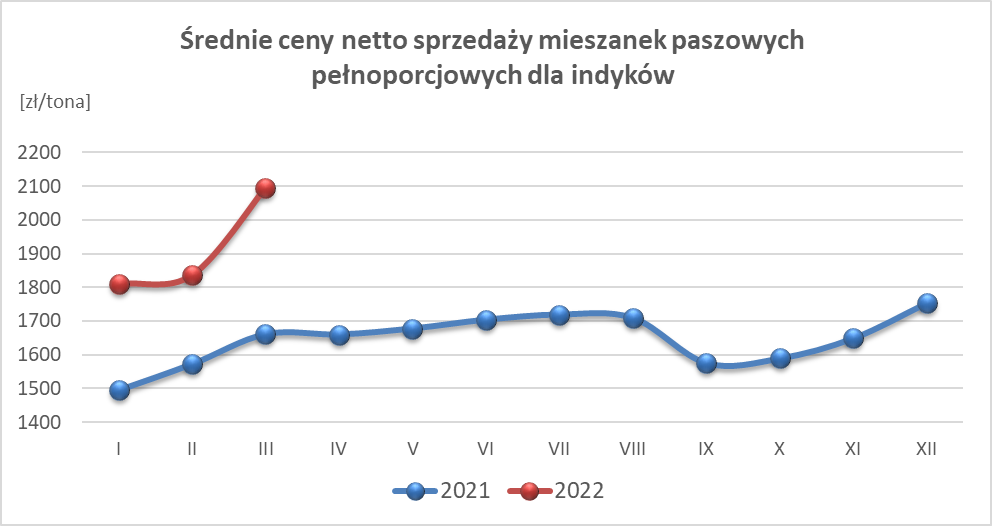 Średnie ceny netto sprzedaży mieszanek paszowych
pełnoporcjowych dla indyków
[zł/tona]
2200
2100
2000
1900
1800
1700
1600
1500
1400
I II III IV V VI VII VIII IX X XI XII
2021 2022